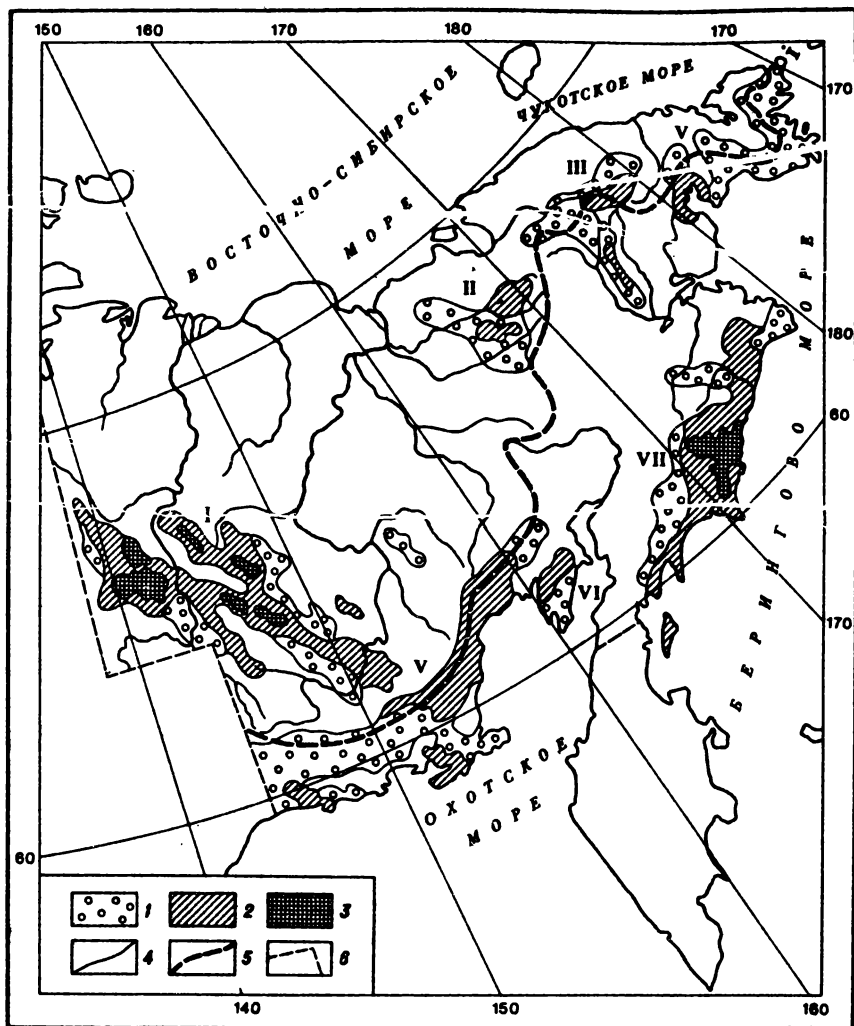 150 160 170 180 170
ЧУКОТСКОЕ МОРЕ
I
170
V
III
ВОСТОЧНО-СИБИРСКОЕ
МОРЕ
II
180
60
VII
I
БЕРИНГОВО МОРЕ
VI
170
V
ОХОТСКОЕ
МОРЕ
60
1 2 3
4 5 6
140 150 160